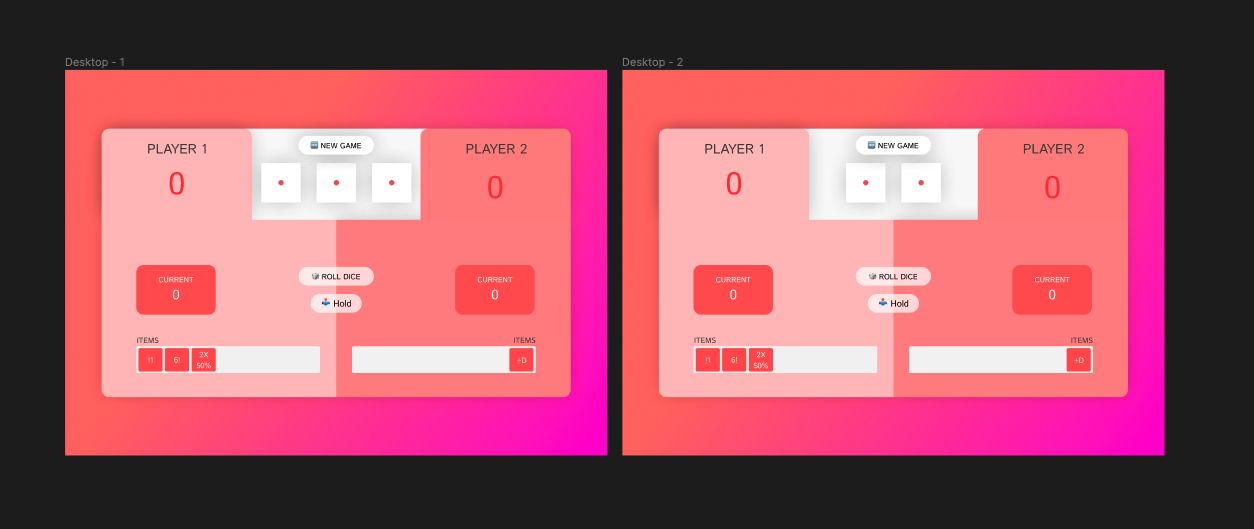 Desktop - 1
PLAYER 1
0
NEW GAME
PLAYER 2
0
CURRENT
0
ROLL DICE
Hold
CURRENT
0
ITEMS
!1
6!
2X
50%
ITEMS
+D
Desktop - 2
PLAYER 1
0
NEW GAME
PLAYER 2
0
CURRENT
0
ROLL DICE
Hold
CURRENT
0
ITEMS
!1
6!
2X
50%
ITEMS
+D